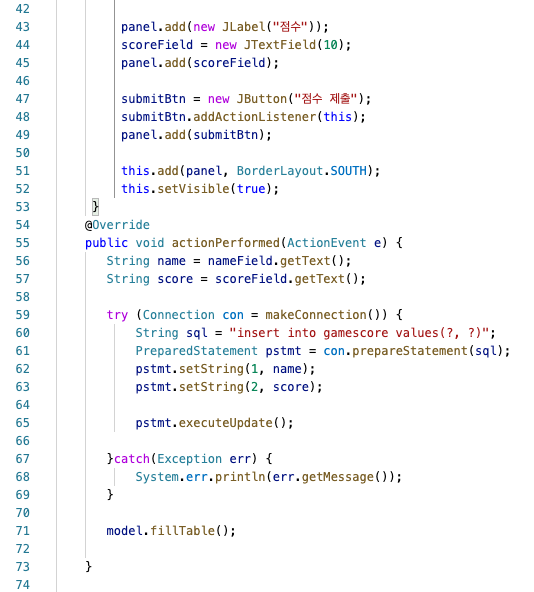 42
43 panel.add(new JLabel("점수"));
44 scoreField = new JTextField(10);
45 panel.add(scoreField);
46
47 submitBtn = new JButton("점수 제출");
48 submitBtn.addActionListener(this);
49 panel.add(submitBtn);
50
51 this.add(panel, BorderLayout.SOUTH);
52 this.setVisible(true);
53 }
54 @Override
55 public void actionPerformed(ActionEvent e) {
56 String name = nameField.getText();
57 String score = scoreField.getText();
58
59 try (Connection con = makeConnection()) {
60 String sql = "insert into gamescore values(?, ?)";
61 PreparedStatement pstmt = con.prepareStatement(sql);
62 pstmt.setString(1, name);
63 pstmt.setString(2, score);
64
65 pstmt.executeUpdate();
66
67 }catch(Exception err) {
68 System.err.println(err.getMessage());
69 }
70
71 model.fillTable();
72
73 }
74